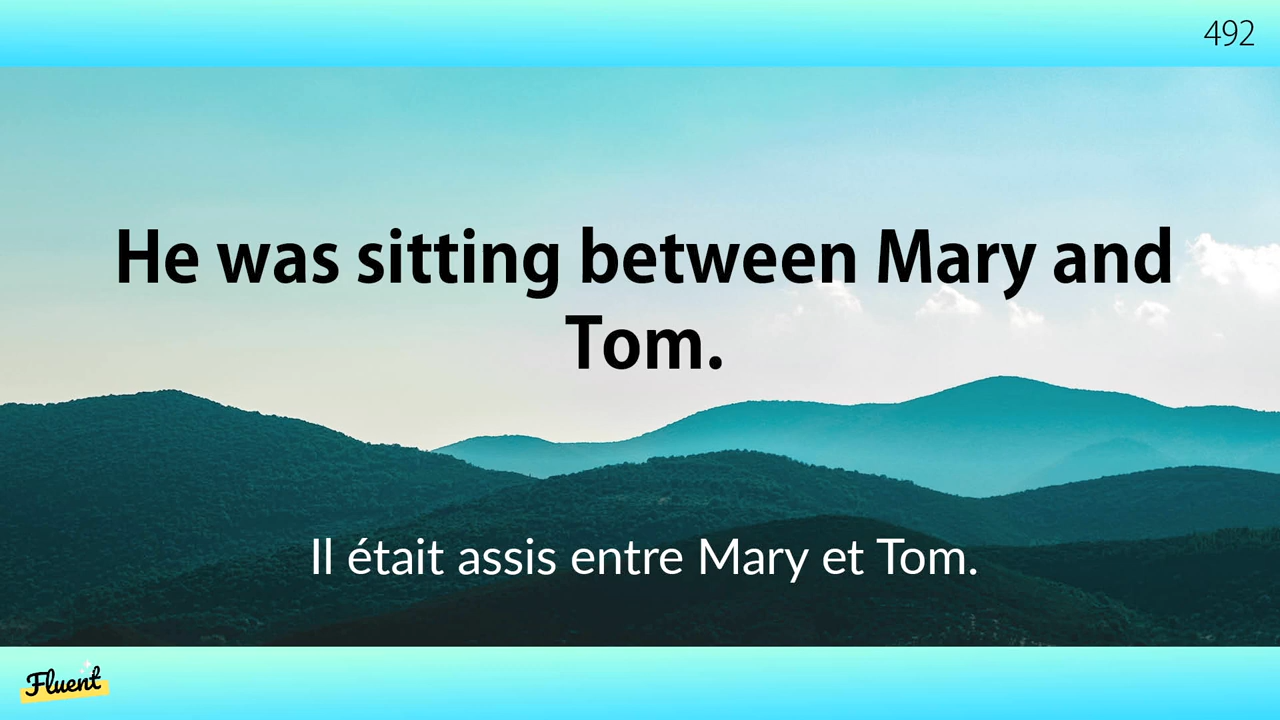 492
He was sitting between Mary and
Tom.
Il était assis entre Mary et Tom.
Fluent